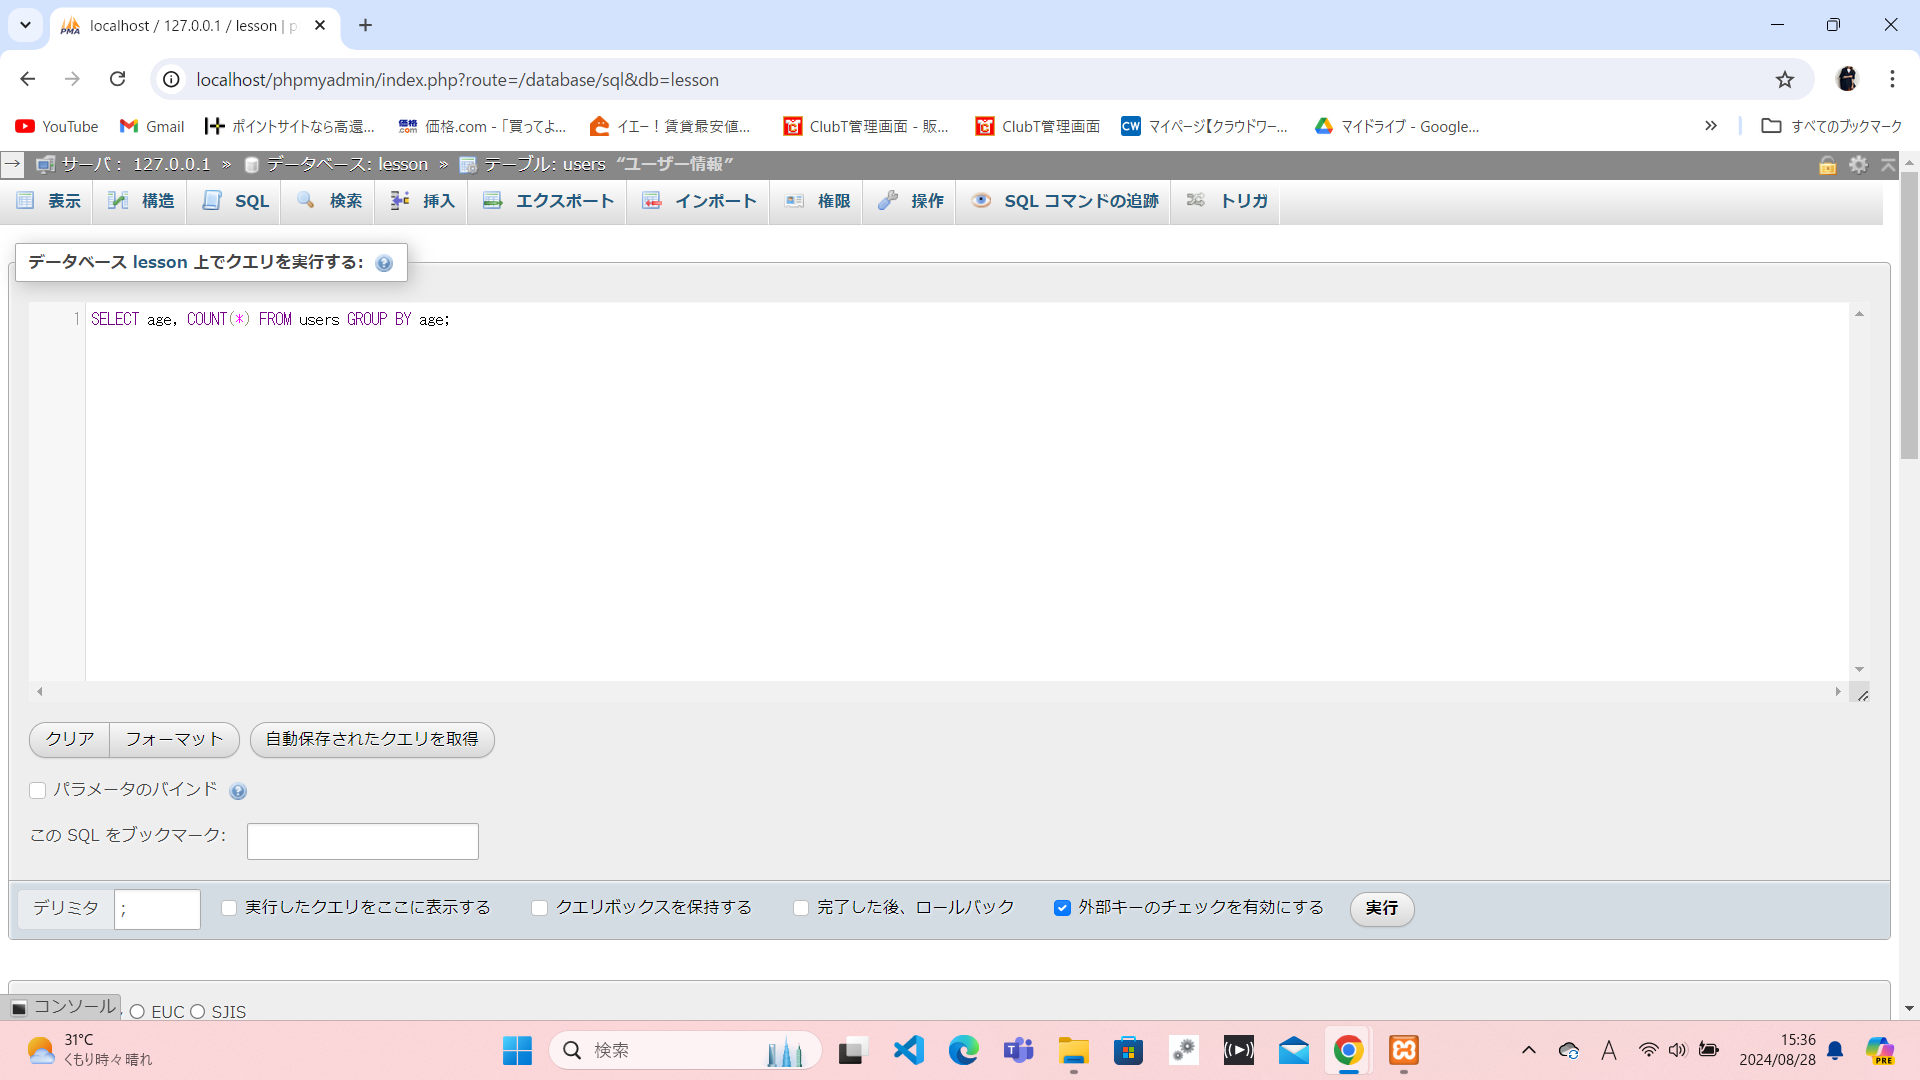 localhost / 127.0.0.1 / lesson | p
localhost/phpmyadmin/index.php?route=/database/sql&db=lesson
YouTube Gmail ポイントサイトなら高還... 価格.com 価格.com -「買ってよ... イエー！賃貸最安値... ClubT管理画面 - 販... ClubT管理画面 CW マイページ【クラウドワー... マイドライブ - Google... すべてのブックマーク
サーバ： 127.0.0.1 » データベース: lesson » テーブル: users “ユーザー情報”
表示 構造 SQL 検索 挿入 エクスポート インポート 権限 操作 SQL コマンドの追跡 トリガ
データベース lesson 上でクエリを実行する:
1 SELECT age, COUNT(*) FROM users GROUP BY age;
クリア フォーマット 自動保存されたクエリを取得
パラメータのバインド
この SQL をブックマーク:
デリミタ ; 実行したクエリをここに表示する クエリボックスを保持する 完了した後、ロールバック 外部キーのチェックを有効にする 実行
コンソール EUC SJIS
31°C
くもり時々晴れ
検索
A
15:36
2024/08/28
PRE